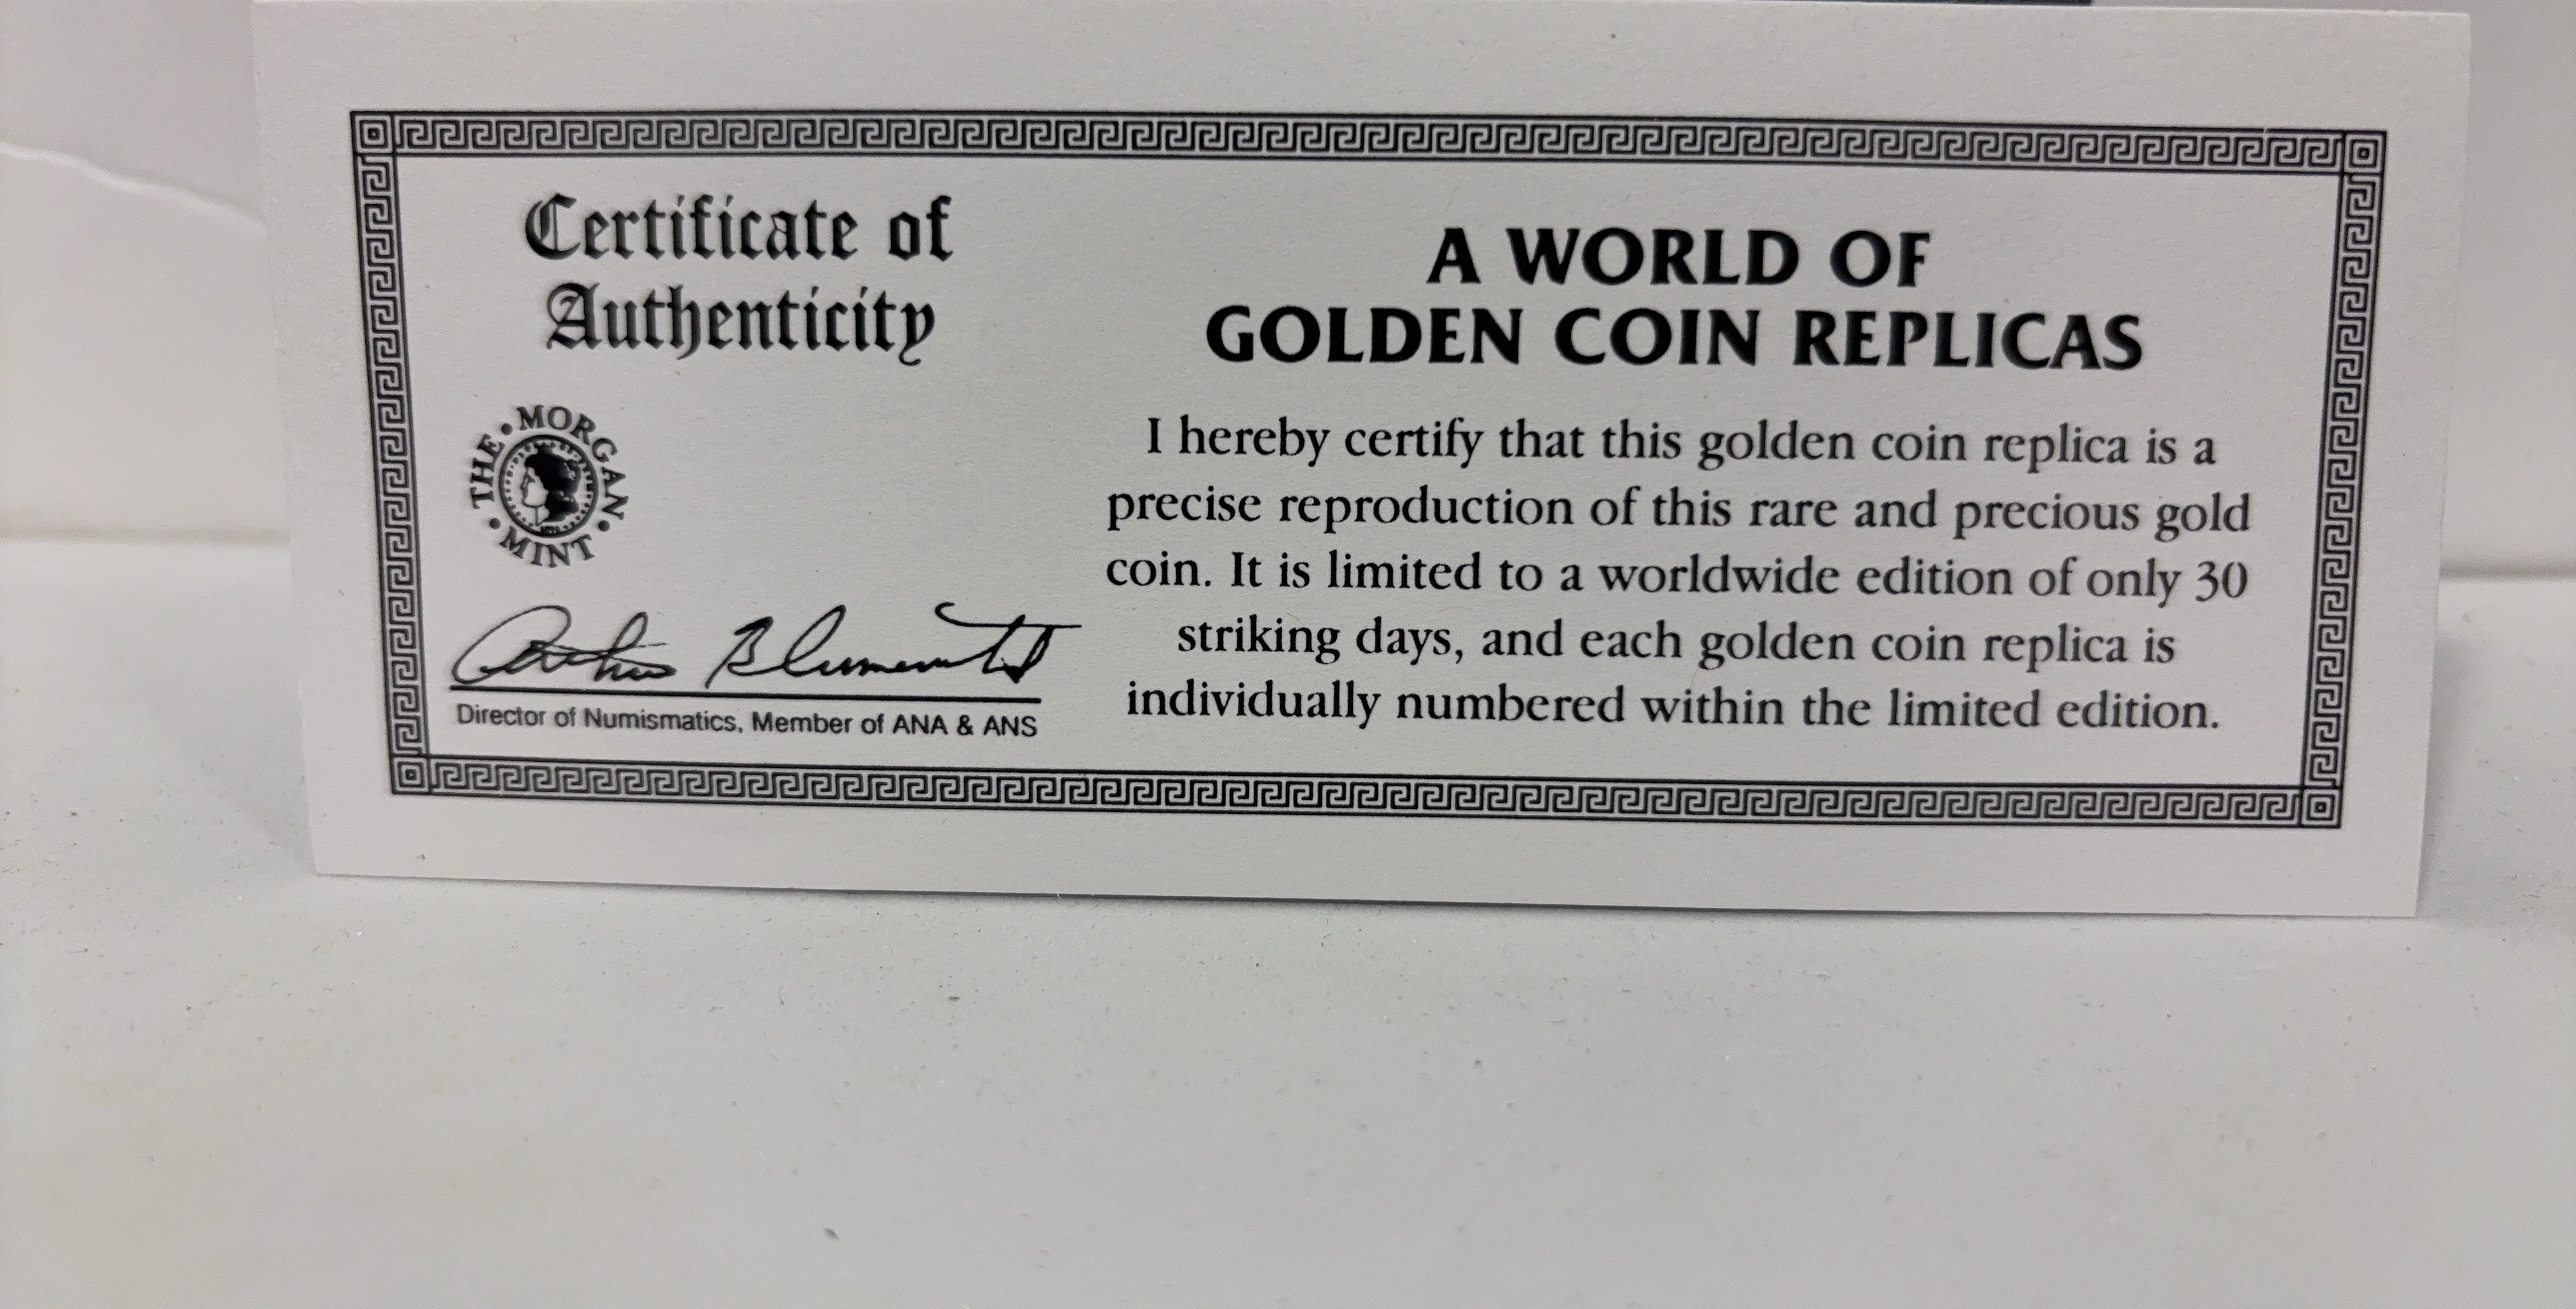 Certificate of
Authenticity
THE • MORGAN • MINT •
Director of Numismatics, Member of ANA & ANS
A WORLD OF
GOLDEN COIN REPLICAS
I hereby certify that this golden coin replica is a
precise reproduction of this rare and precious gold
coin. It is limited to a worldwide edition of only 30
striking days, and each golden coin replica is
individually numbered within the limited edition.